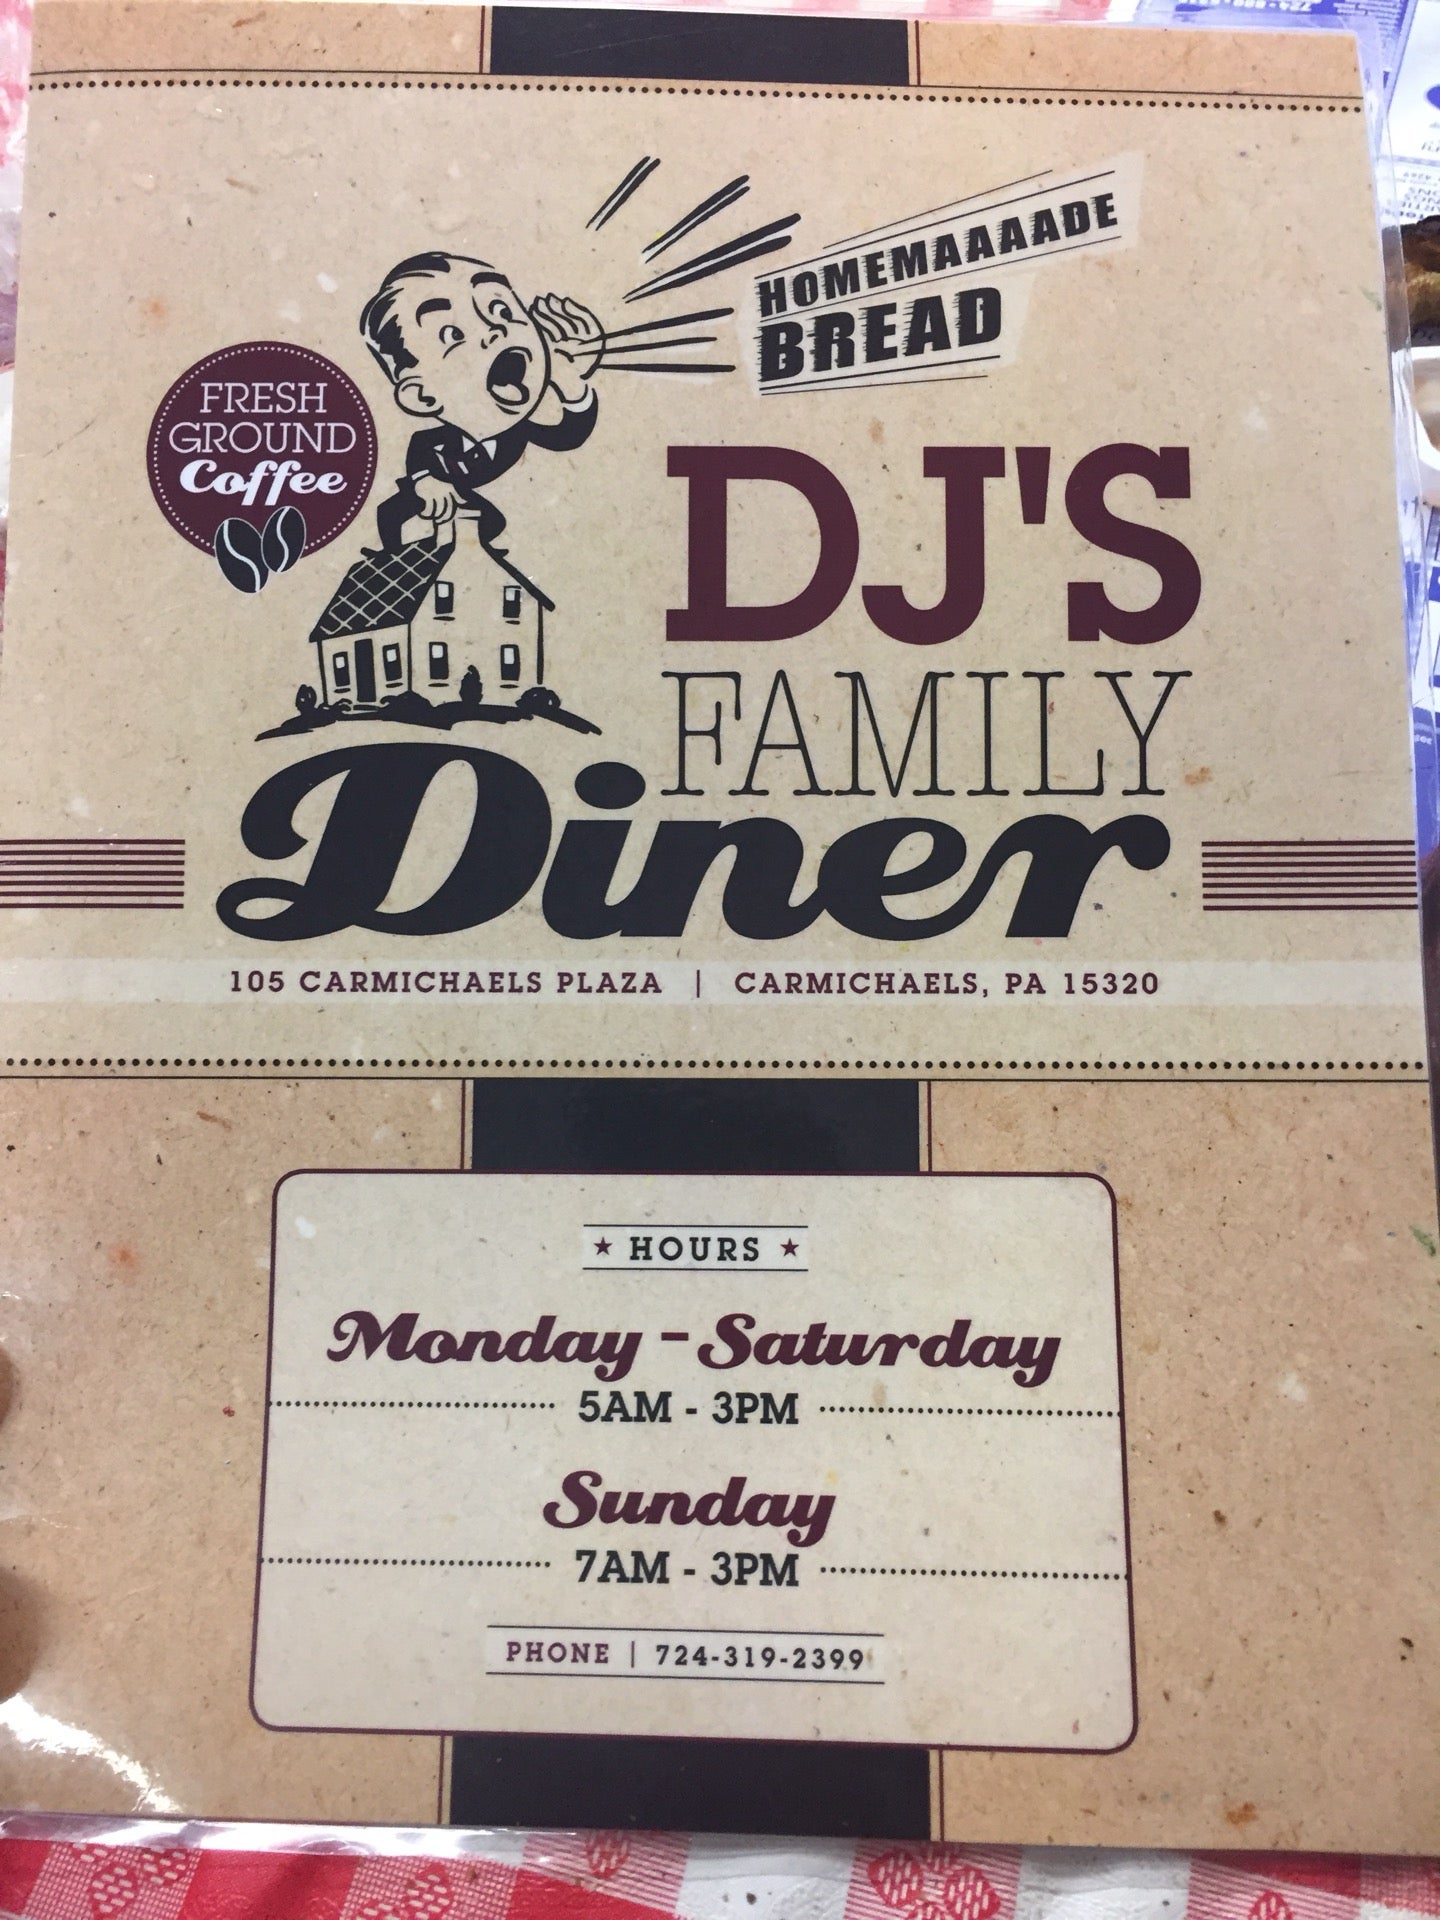 HOMEMAAAADE
BREAD
FRESH
GROUND
Coffee
DJ'S
FAMILY
Diner
105 CARMICHAELS PLAZA | CARMICHAELS, PA 15320
★ HOURS ★
Monday - Saturday
5AM - 3PM
Sunday
7AM - 3PM
PHONE | 724-319-2399